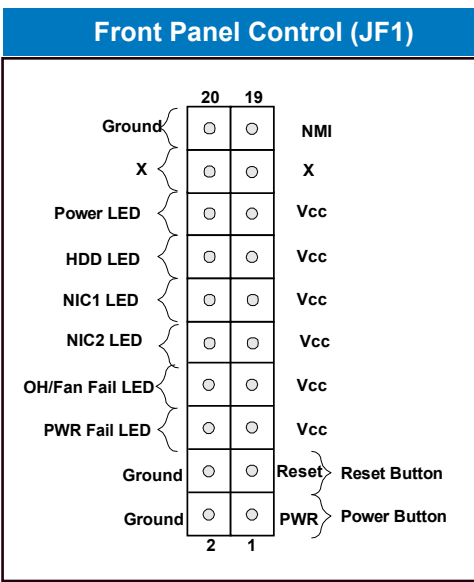 Front Panel Control (JF1)
20 19
Ground NMI
X X
Power LED Vcc
HDD LED Vcc
NIC1 LED Vcc
NIC2 LED Vcc
OH/Fan Fail LED Vcc
PWR Fail LED Vcc
Ground Reset Reset Button
Ground PWR Power Button
2 1